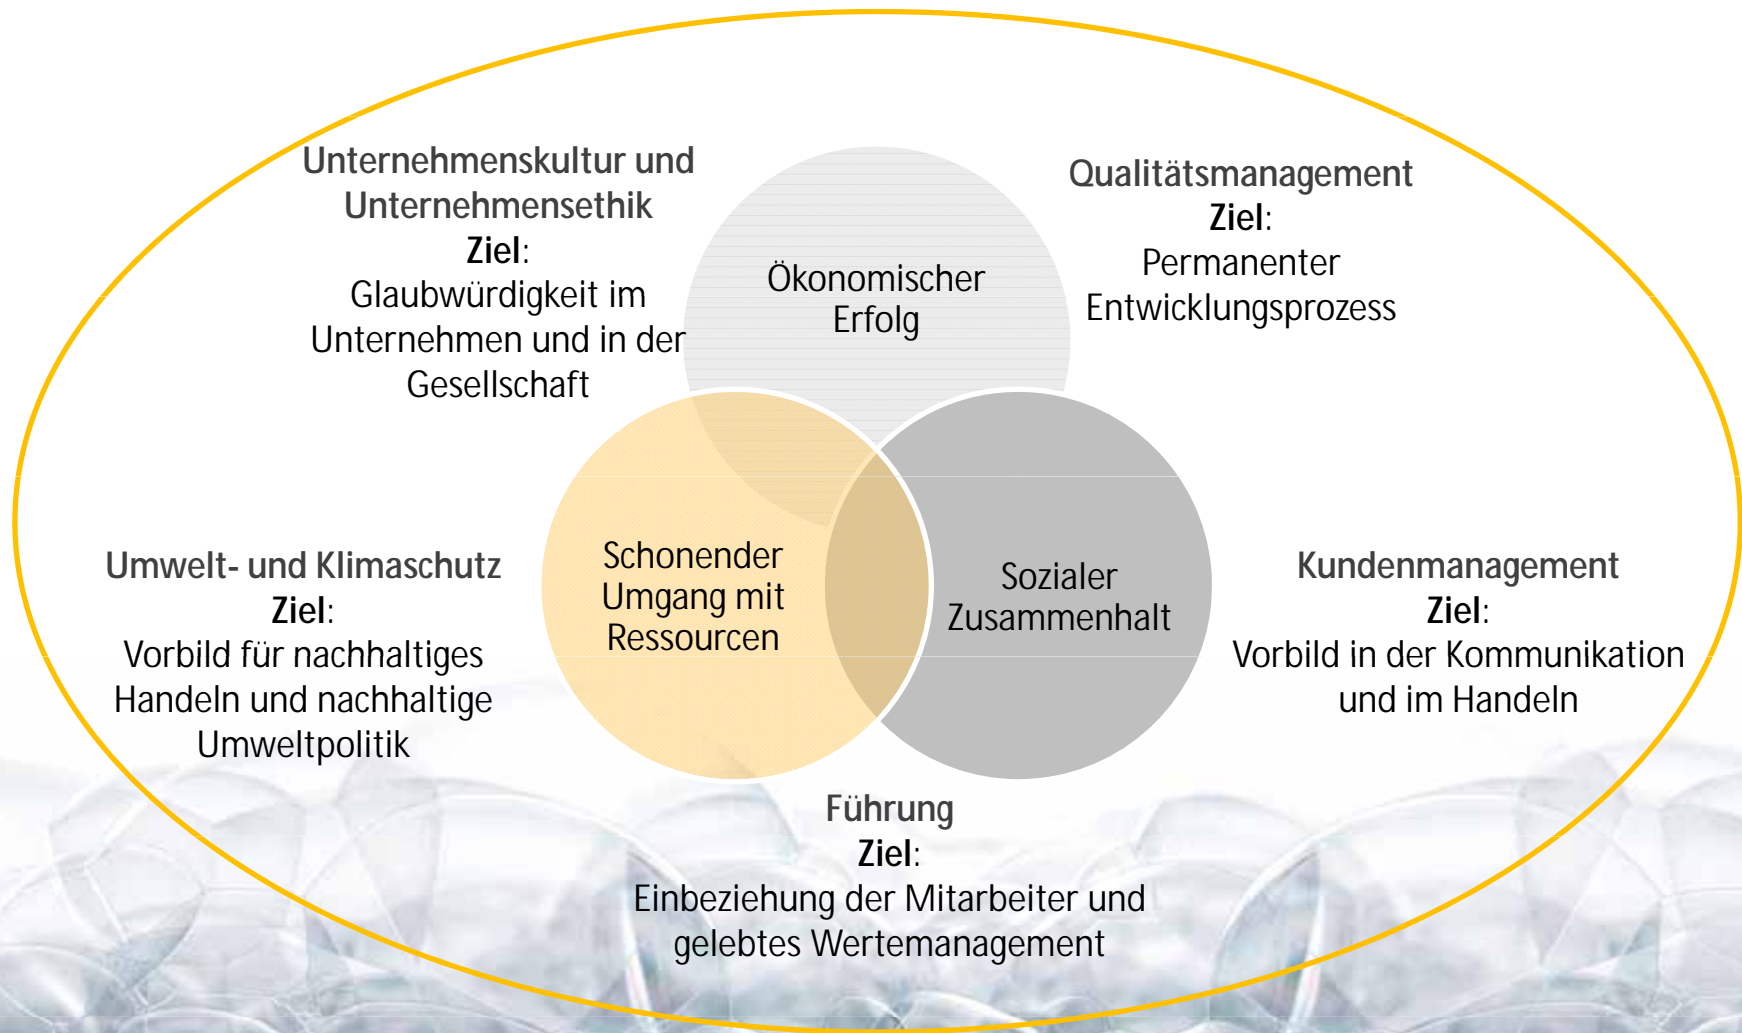 Unternehmenskultur und
Unternehmensethik
Ziel:
Glaubwürdigkeit im
Unternehmen und in der
Gesellschaft
Qualitätsmanagement
Ziel:
Permanenter
Entwicklungsprozess
Ökonomischer
Erfolg
Umwelt- und Klimaschutz
Ziel:
Vorbild für nachhaltiges
Handeln und nachhaltige
Umweltpolitik
Schonender
Umgang mit
Ressourcen
Sozialer
Zusammenhalt
Kundenmanagement
Ziel:
Vorbild in der Kommunikation
und im Handeln
Führung
Ziel:
Einbeziehung der Mitarbeiter und
gelebtes Wertemanagement